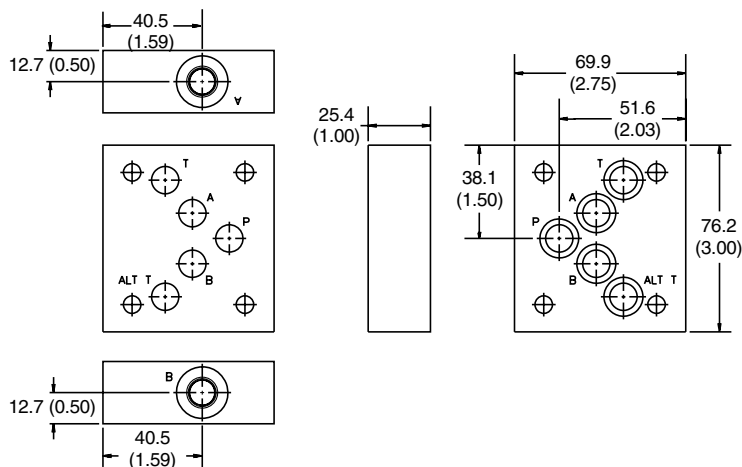 40.5
(1.59)
12.7 (0.50)
A
69.9
(2.75)
51.6
(2.03)
25.4
(1.00)
38.1
(1.50)
76.2
(3.00)
T
A
P
B
ALT T
T
A
P
B
ALT T
B
12.7 (0.50)
40.5
(1.59)